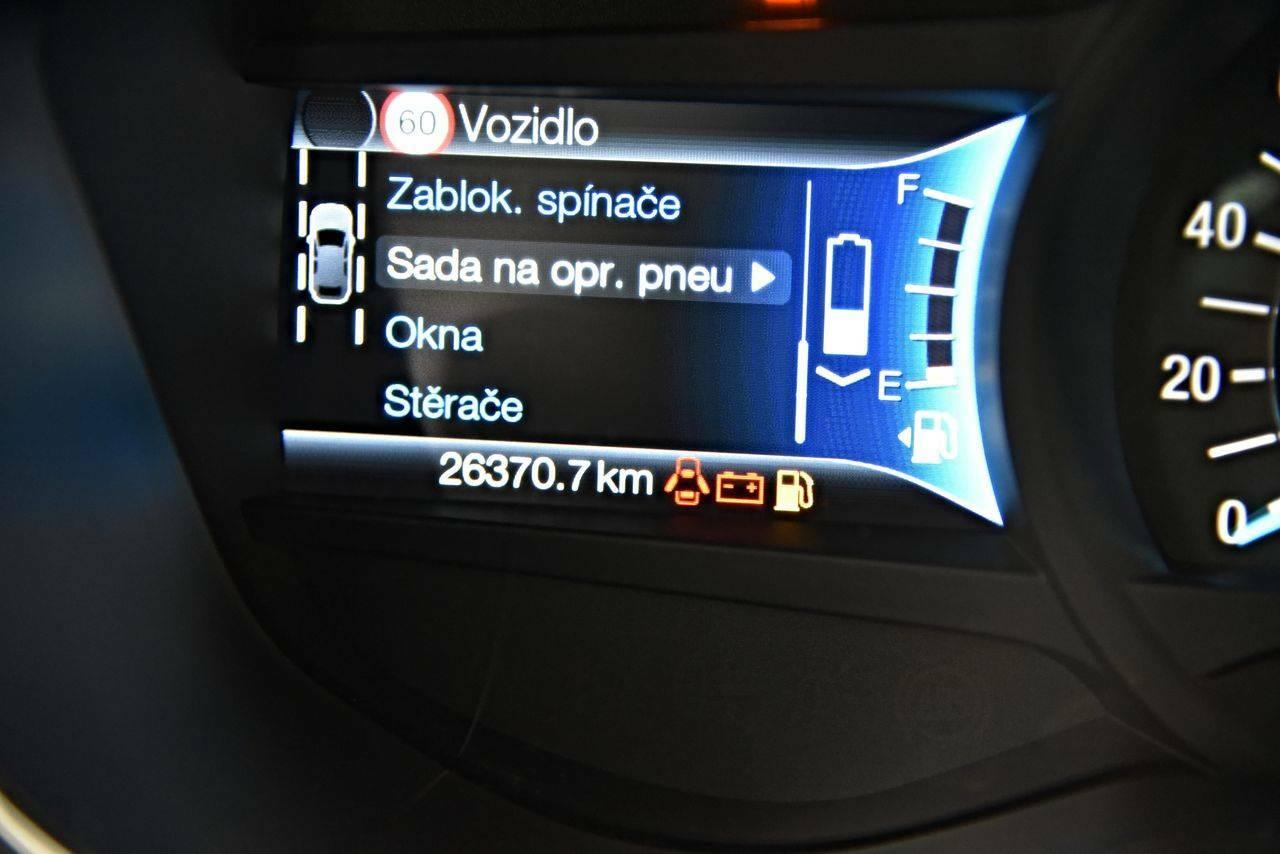 60 Vozidlo
Zablok. spínače
Sada na opr. pneu
Okna
Stěrače
26370.7 km
F
E
40
20
0